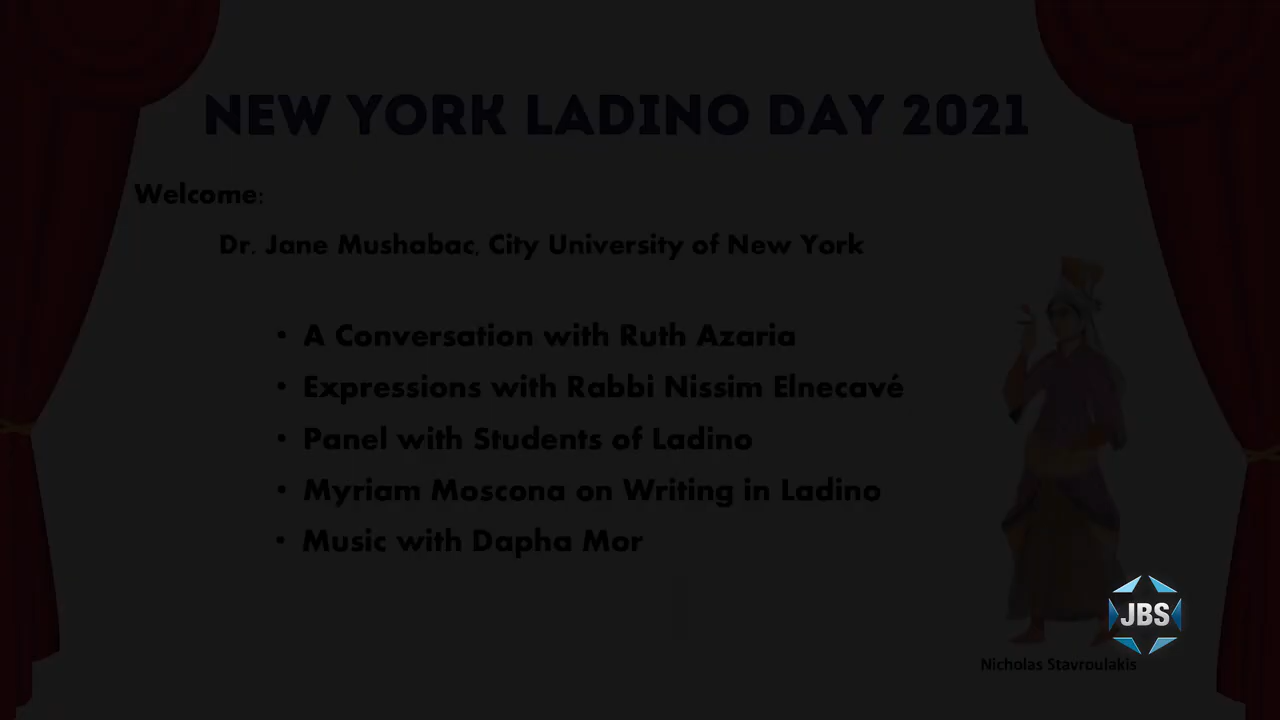 NEW YORK LADINO DAY 2021
Welcome:
Dr. Jane Mushabac, City University of New York
• A Conversation with Ruth Azaria
• Expressions with Rabbi Nissim Elnecavé
• Panel with Students of Ladino
• Myriam Moscona on Writing in Ladino
• Music with Dapha Mor
JBS
Nicholas Stavroulakis